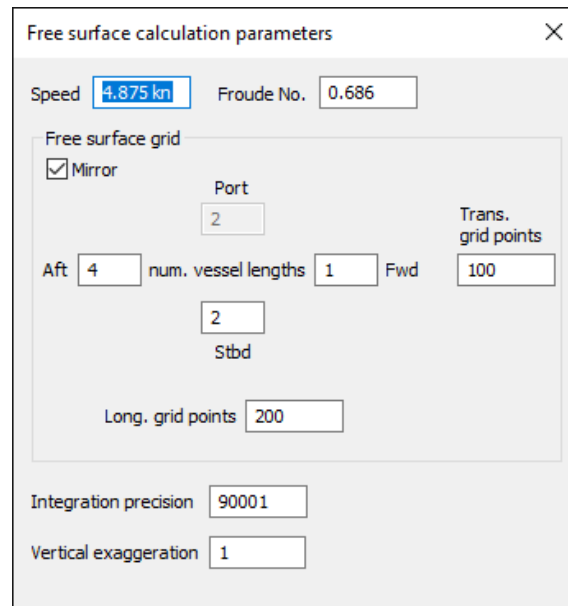 Free surface calculation parameters
Speed 4.875 kn Froude No. 0.686
Free surface grid
Mirror
Port
2
Trans.
grid points
Aft 4 num. vessel lengths 1 Fwd 100
2
Stbd
Long. grid points 200
Integration precision 90001
Vertical exaggeration 1